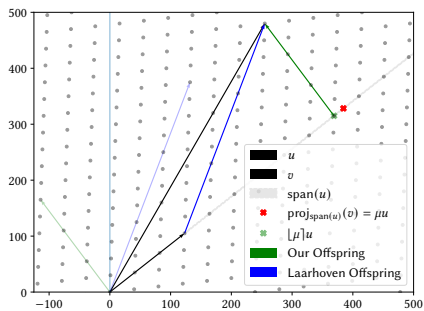 500
400
300
200
100
0
−100 0 100 200 300 400 500
u
v
span(u)
proj_span(u)(v) = μu
⌊μ⌉u
Our Offspring
Laarhoven Offspring